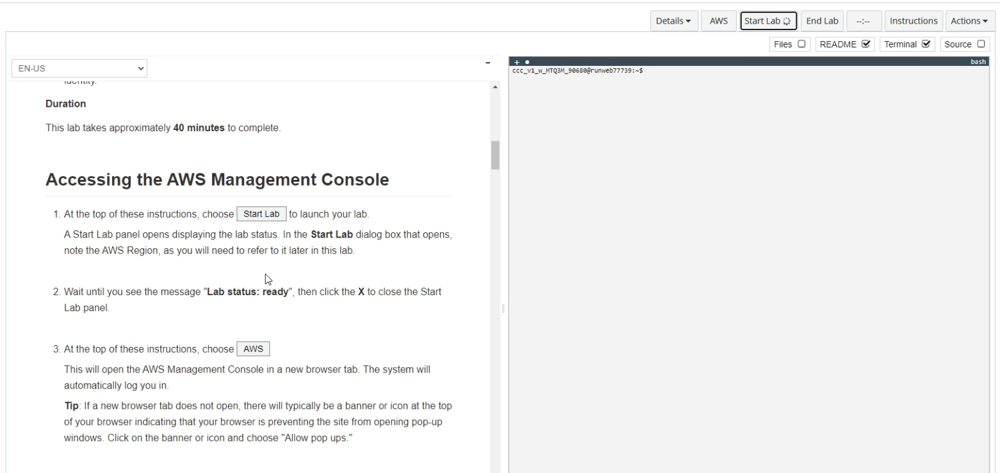 Details
AWS
Start Lab
End Lab
--:--
Instructions
Actions
Files
README
Terminal
Source
EN-US
-
+
bash
ccc_v1_w_MTQ3M_90680@runweb77739:~$
identity.
Duration
This lab takes approximately 40 minutes to complete.
Accessing the AWS Management Console
1. At the top of these instructions, choose Start Lab to launch your lab.
A Start Lab panel opens displaying the lab status. In the Start Lab dialog box that opens,
note the AWS Region, as you will need to refer to it later in this lab.
2. Wait until you see the message "Lab status: ready", then click the X to close the Start
Lab panel.
3. At the top of these instructions, choose AWS
This will open the AWS Management Console in a new browser tab. The system will
automatically log you in.
Tip: If a new browser tab does not open, there will typically be a banner or icon at the top
of your browser indicating that your browser is preventing the site from opening pop-up
windows. Click on the banner or icon and choose "Allow pop ups."